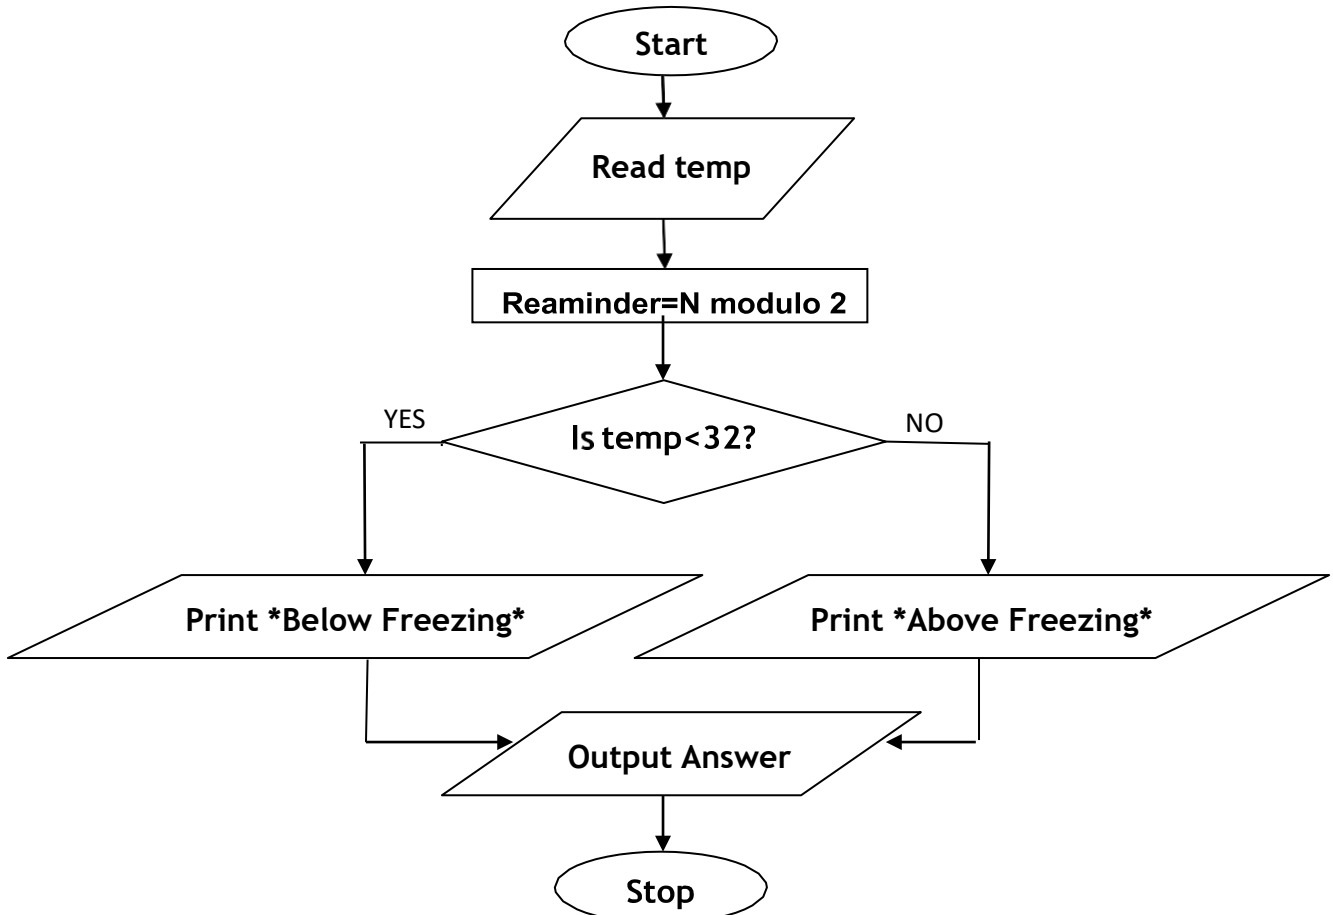 Start
Read temp
Reaminder=N modulo 2
Is temp<32?
YES
NO
Print *Below Freezing*
Print *Above Freezing*
Output Answer
Stop